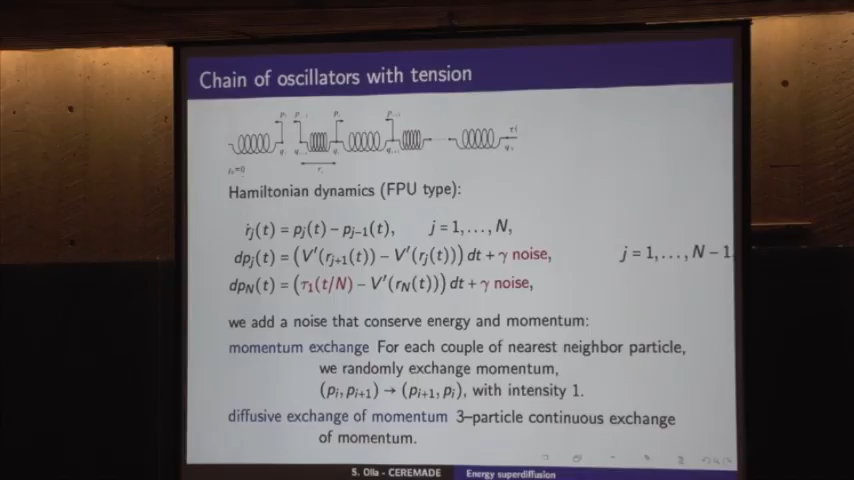 Chain of oscillators with tension
Hamiltonian dynamics (FPU type):
ṙj(t) = pj(t) − pj−1(t), j = 1, . . . , N,
dpj(t) = (V′(rj+1(t)) − V′(rj(t))) dt + γ noise, j = 1, . . . , N − 1
dpN(t) = (τ1(t/N) − V′(rN(t))) dt + γ noise,
we add a noise that conserve energy and momentum:
momentum exchange For each couple of nearest neighbor particle,
we randomly exchange momentum,
(pi, pi+1) → (pi+1, pi), with intensity 1.
diffusive exchange of momentum 3–particle continuous exchange
of momentum.
S. Olla - CEREMADE Energy superdiffusion